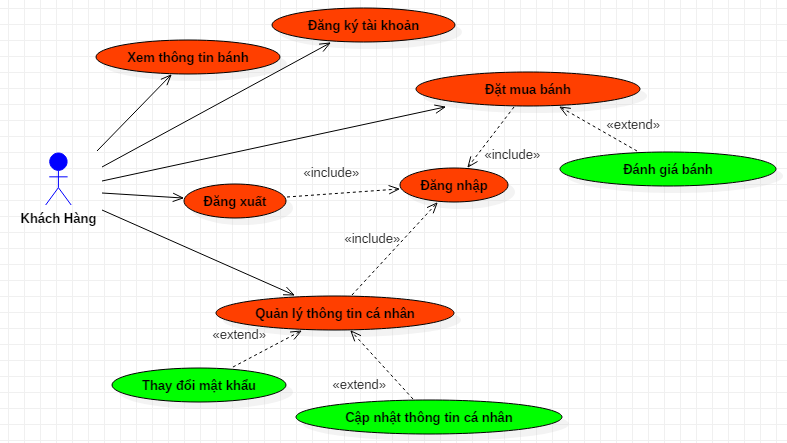 Đăng ký tài khoản
Xem thông tin bánh
Đặt mua bánh
«extend»
«include»
Đánh giá bánh
«include»
Đăng nhập
Đăng xuất
Khách Hàng
«include»
Quản lý thông tin cá nhân
«extend»
Thay đổi mật khẩu
«extend»
Cập nhật thông tin cá nhân